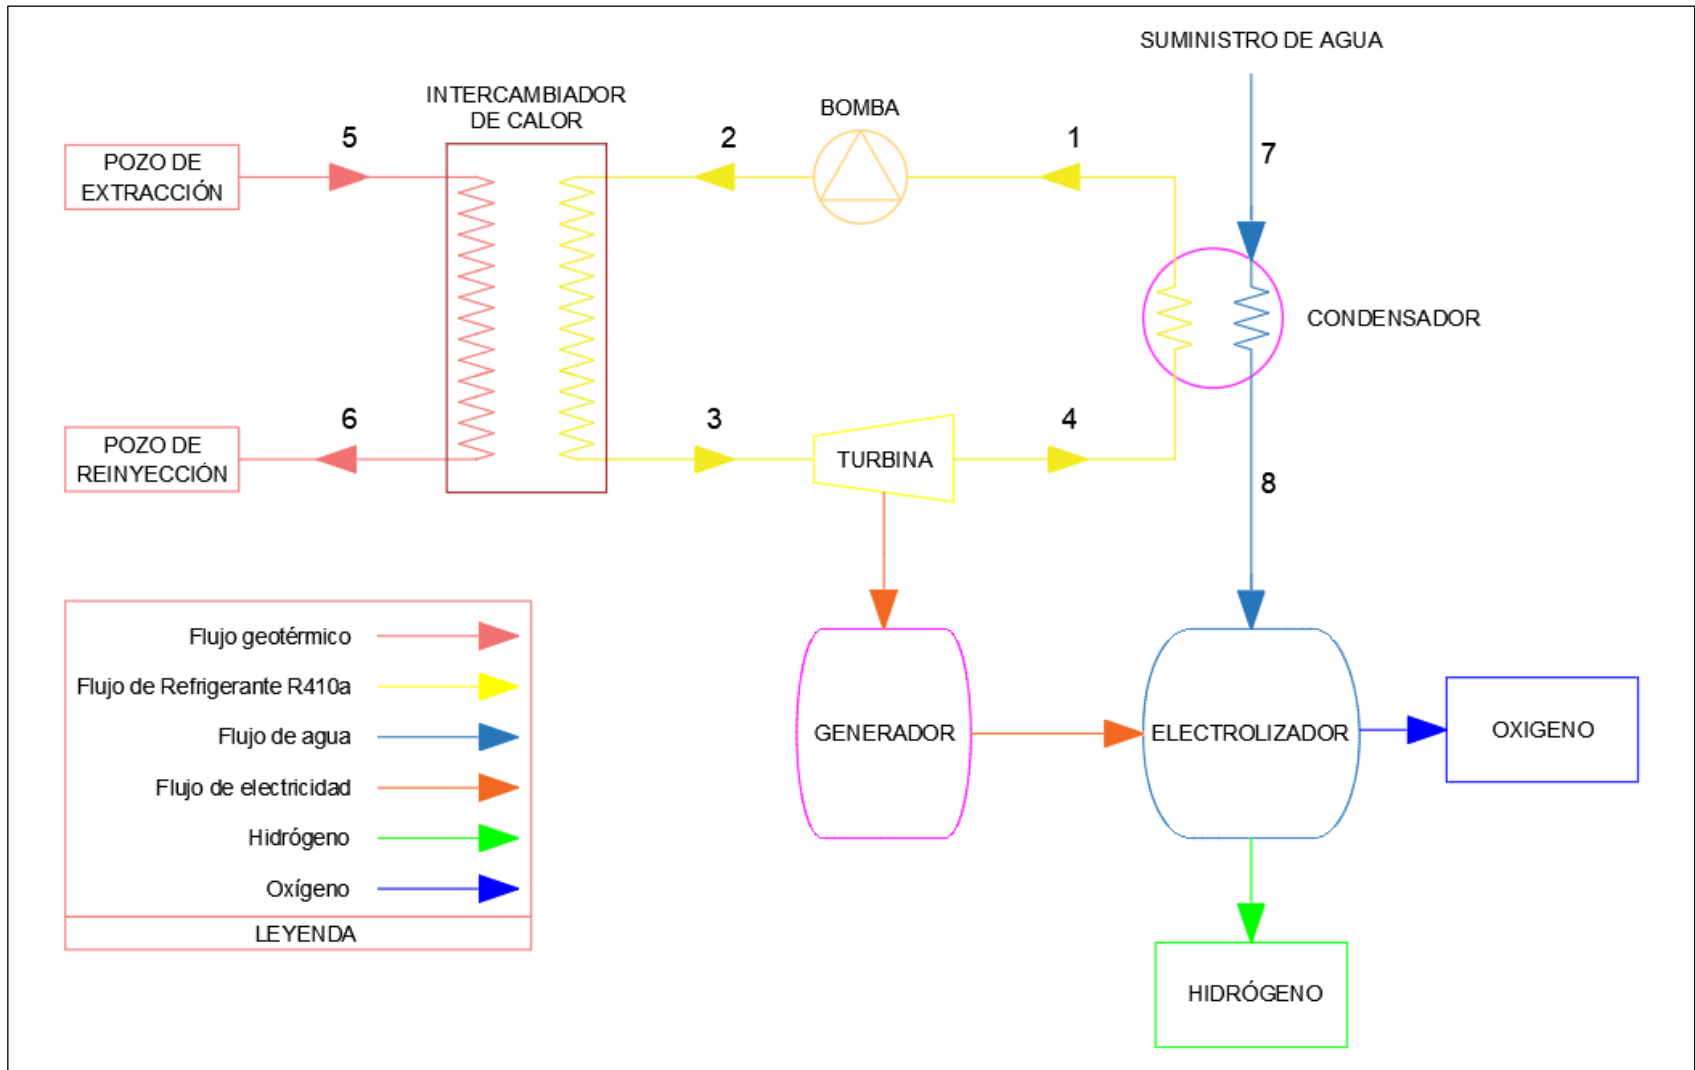 SUMINISTRO DE AGUA
INTERCAMBIADOR
DE CALOR
BOMBA
5
2
1
7
POZO DE
EXTRACCIÓN
CONDENSADOR
6
3
4
POZO DE
REINYECCIÓN
TURBINA
8
Flujo geotérmico
Flujo de Refrigerante R410a
Flujo de agua
Flujo de electricidad
Hidrógeno
Oxígeno
LEYENDA
GENERADOR
ELECTROLIZADOR
OXIGENO
HIDRÓGENO